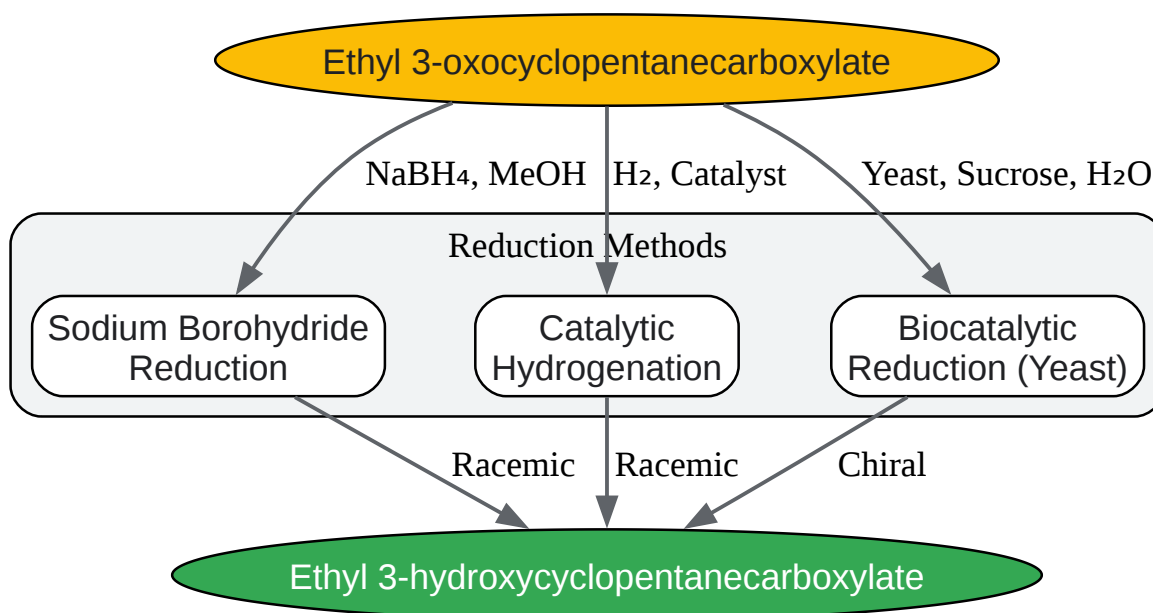 Ethyl 3-oxocyclopentanecarboxylate
NaBH₄, MeOH
H₂, Catalyst
Yeast, Sucrose, H₂O
Reduction Methods
Sodium Borohydride
Reduction
Catalytic
Hydrogenation
Biocatalytic
Reduction (Yeast)
Racemic
Racemic
Chiral
Ethyl 3-hydroxycyclopentanecarboxylate